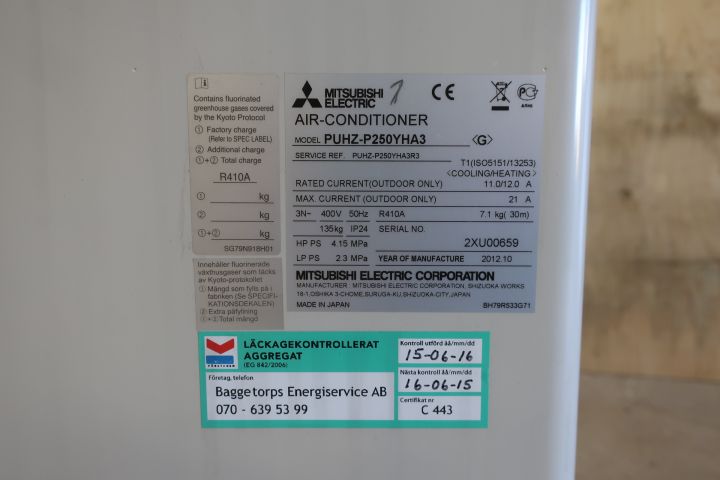 Contains fluorinated
greenhouse gases covered
by the Kyoto Protocol
① Factory charge
(Refer to SPEC LABEL)
② Additional charge
①+② Total charge
R410A
① kg
② kg
①+② kg
SG79N918H01
Innehåller fluorinerade
växthusgaser som täcks
av Kyoto-protokollet
① Mängd som fylls på i
fabriken (Se SPECIFI-
KATIONSDEKALEN)
② Extra påfyllning
①+② Total mängd
MITSUBISHI
ELECTRIC
CE
AIR-CONDITIONER
MODEL PUHZ-P250YHA3 <G>
SERVICE REF. PUHZ-P250YHA3R3
T1(ISO5151/13253)
<COOLING/HEATING>
RATED CURRENT(OUTDOOR ONLY) 11.0/12.0 A
MAX. CURRENT (OUTDOOR ONLY) 21 A
3N~ 400V 50Hz R410A 7.1 kg( 30m)
135kg IP24 SERIAL NO.
HP PS 4.15 MPa 2XU00659
LP PS 2.3 MPa YEAR OF MANUFACTURE 2012.10
MITSUBISHI ELECTRIC CORPORATION
MANUFACTURER: MITSUBISHI ELECTRIC CORPORATION, SHIZUOKA WORKS
18-1,OSHIKA 3-CHOME,SURUGA-KU,SHIZUOKA-CITY,JAPAN
MADE IN JAPAN BH79R533G71
LÄCKAGEKONTROLLERAT
AGGREGAT
(EG 842/2006)
Företag, telefon
Baggetorps Energiservice AB
070 - 639 53 99
Kontroll utförd åå/mm/dd
15-06-16
Nästa kontroll åå/mm/dd
16-06-15
Certifikat nr
C 443